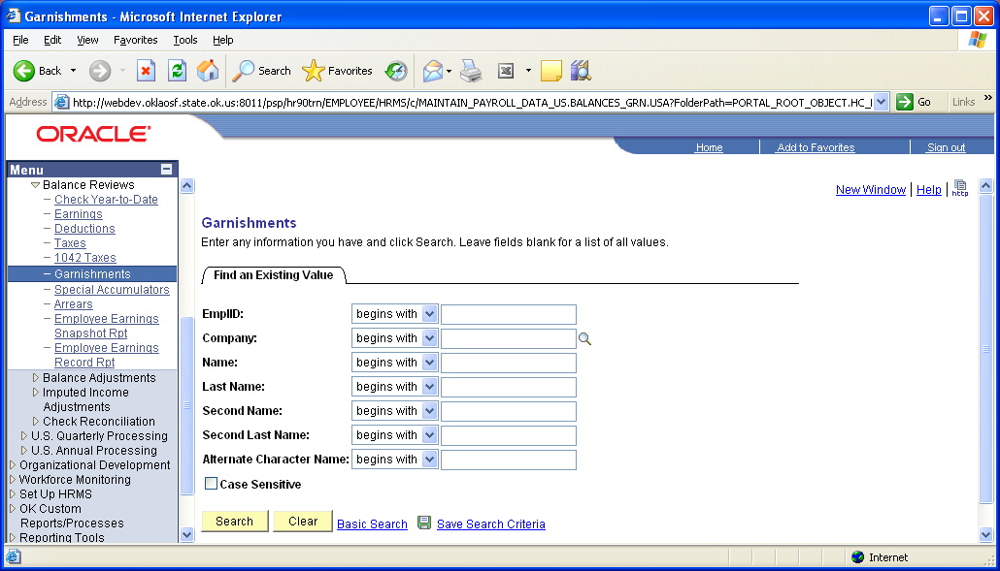 Garnishments - Microsoft Internet Explorer
File Edit View Favorites Tools Help
Back Search Favorites
Address http://webdev.oklaosf.state.ok.us:8011/psp/hr90trn/EMPLOYEE/HRMS/c/MAINTAIN_PAYROLL_DATA_US.BALANCES_GRN.USA?FolderPath=PORTAL_ROOT_OBJECT.HC_ Go Links »
ORACLE
Home Add to Favorites Sign out
Menu
Balance Reviews
– Check Year-to-Date
– Earnings
– Deductions
– Taxes
– 1042 Taxes
– Garnishments
– Special Accumulators
– Arrears
– Employee Earnings
Snapshot Rpt
– Employee Earnings
Record Rpt
Balance Adjustments
Imputed Income
Adjustments
Check Reconciliation
U.S. Quarterly Processing
U.S. Annual Processing
Organizational Development
Workforce Monitoring
Set Up HRMS
OK Custom
Reports/Processes
Reporting Tools
New Window | Help | http
Garnishments
Enter any information you have and click Search. Leave fields blank for a list of all values.
Find an Existing Value
EmplID: begins with
Company: begins with
Name: begins with
Last Name: begins with
Second Name: begins with
Second Last Name: begins with
Alternate Character Name: begins with
Case Sensitive
Search Clear Basic Search Save Search Criteria
Internet